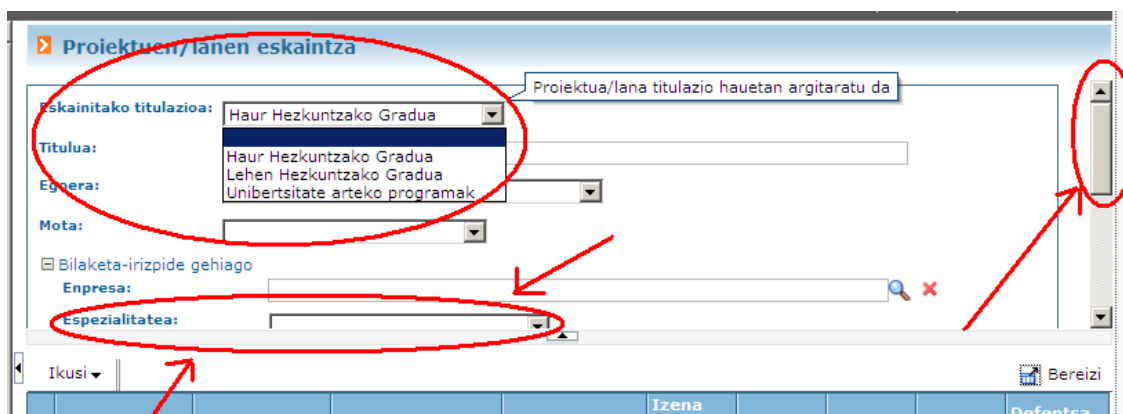 Proiektuen/lanen eskaintza
Proiektua/lana titulazio hauetan argitaratu da
Eskainitako titulazioa: Haur Hezkuntzako Gradua
Haur Hezkuntzako Gradua
Titulua:
Lehen Hezkuntzako Gradua
Egoera:
Unibertsitate arteko programak
Mota:
Bilaketa-irizpide gehiago
Enpresa:
Espezialitatea:
Ikusi
Bereizi
Izena
Defentsa